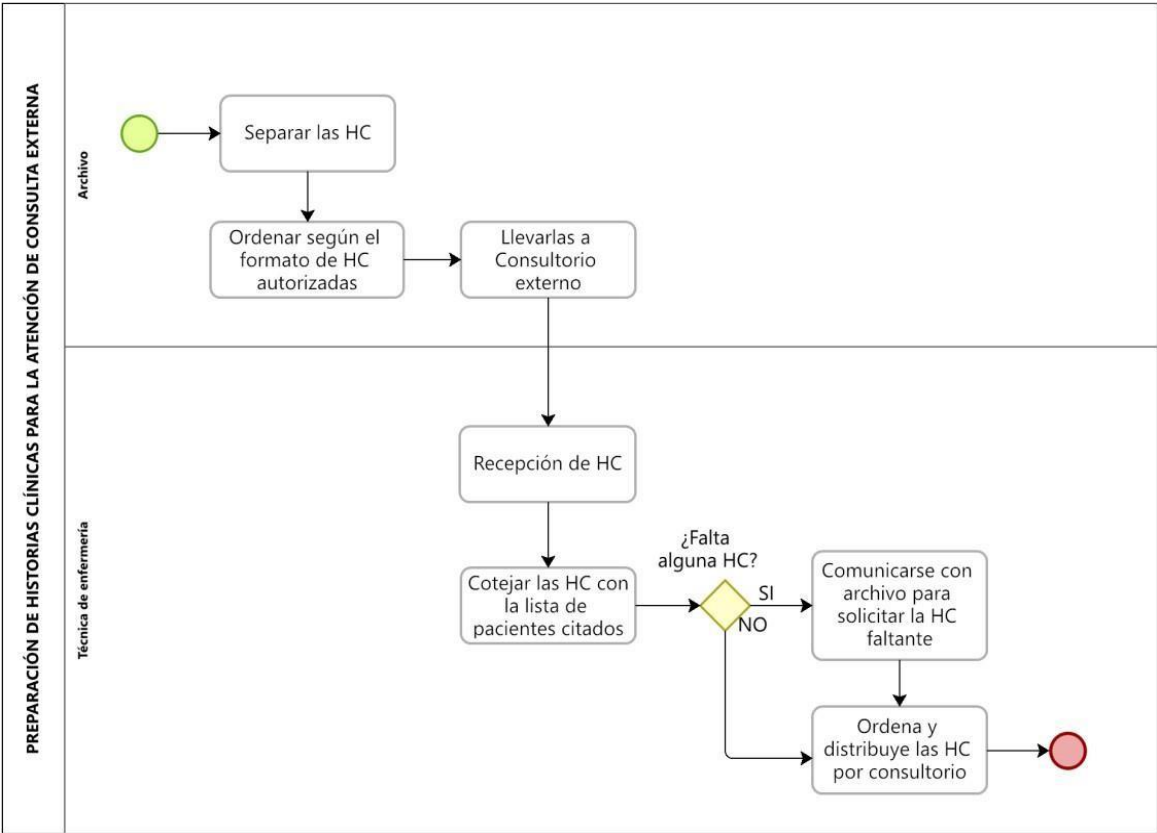 PREPARACIÓN DE HISTORIAS CLÍNICAS PARA LA ATENCIÓN DE CONSULTA EXTERNA
Archivo
Separar las HC
Ordenar según el
formato de HC
autorizadas
Llevarlas a
Consultorio
externo
Técnica de enfermería
Recepción de HC
Cotejar las HC con
la lista de
pacientes citados
¿Falta
alguna HC?
SI
NO
Comunicarse con
archivo para
solicitar la HC
faltante
Ordena y
distribuye las HC
por consultorio